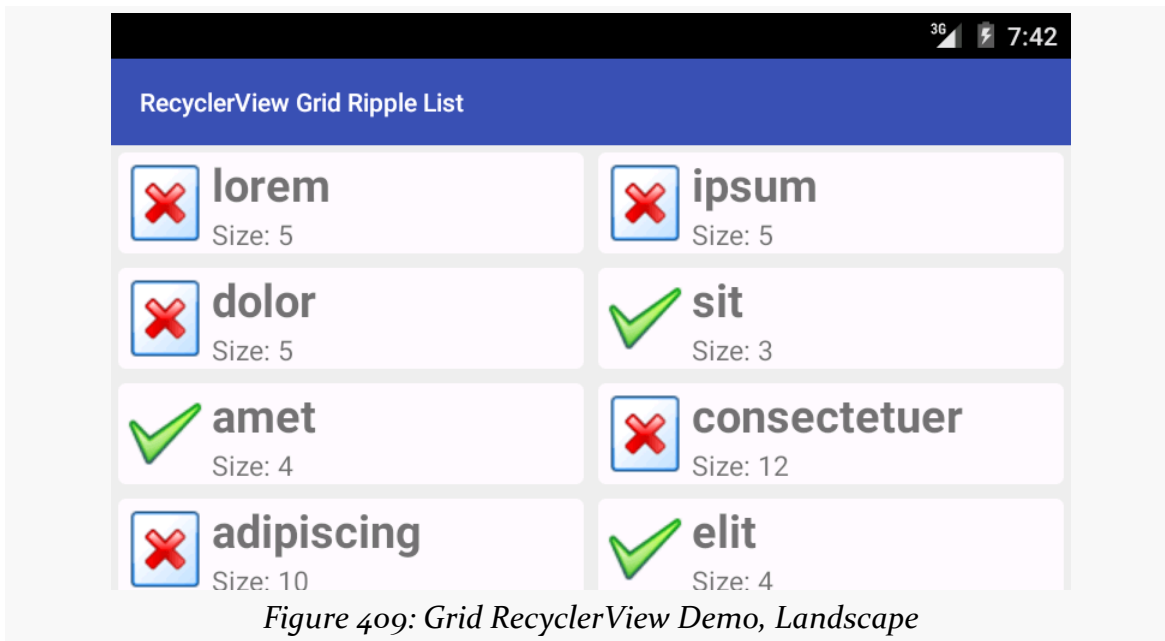 3G 7:42
RecyclerView Grid Ripple List
lorem
Size: 5
ipsum
Size: 5
dolor
Size: 5
sit
Size: 3
amet
Size: 4
consectetuer
Size: 12
adipiscing
Size: 10
elit
Size: 4
Figure 409: Grid RecyclerView Demo, Landscape